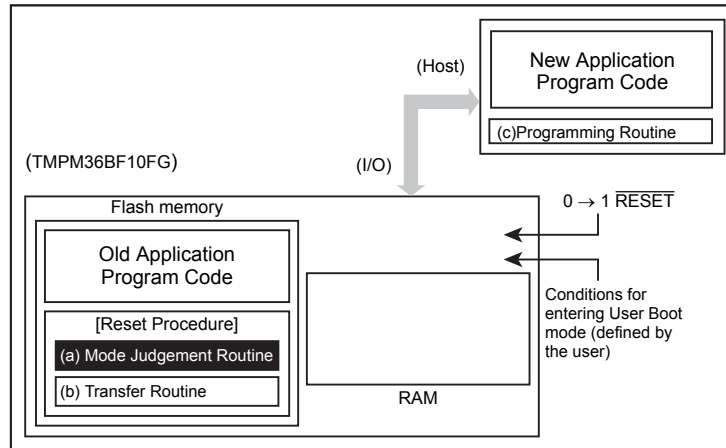 New Application
Program Code
(c)Programming Routine
(Host)
(I/O)
(TMPM36BF10FG)
Flash memory
Old Application
Program Code
[Reset Procedure]
(a) Mode Judgement Routine
(b) Transfer Routine
RAM
0 → 1 RESET
Conditions for
entering User Boot
mode (defined by
the user)